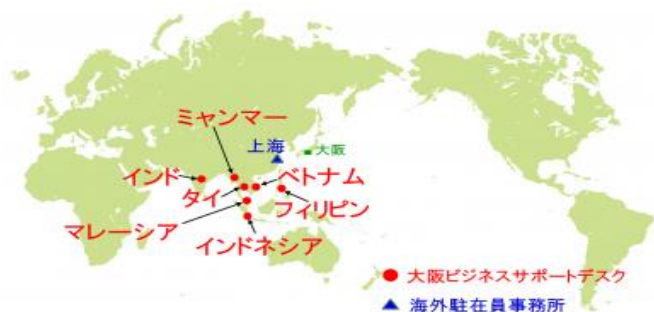 ミャンマー
上海
大阪
インド
ベトナム
タイ
フィリピン
マレーシア
インドネシア
大阪ビジネスサポートデスク
海外駐在員事務所